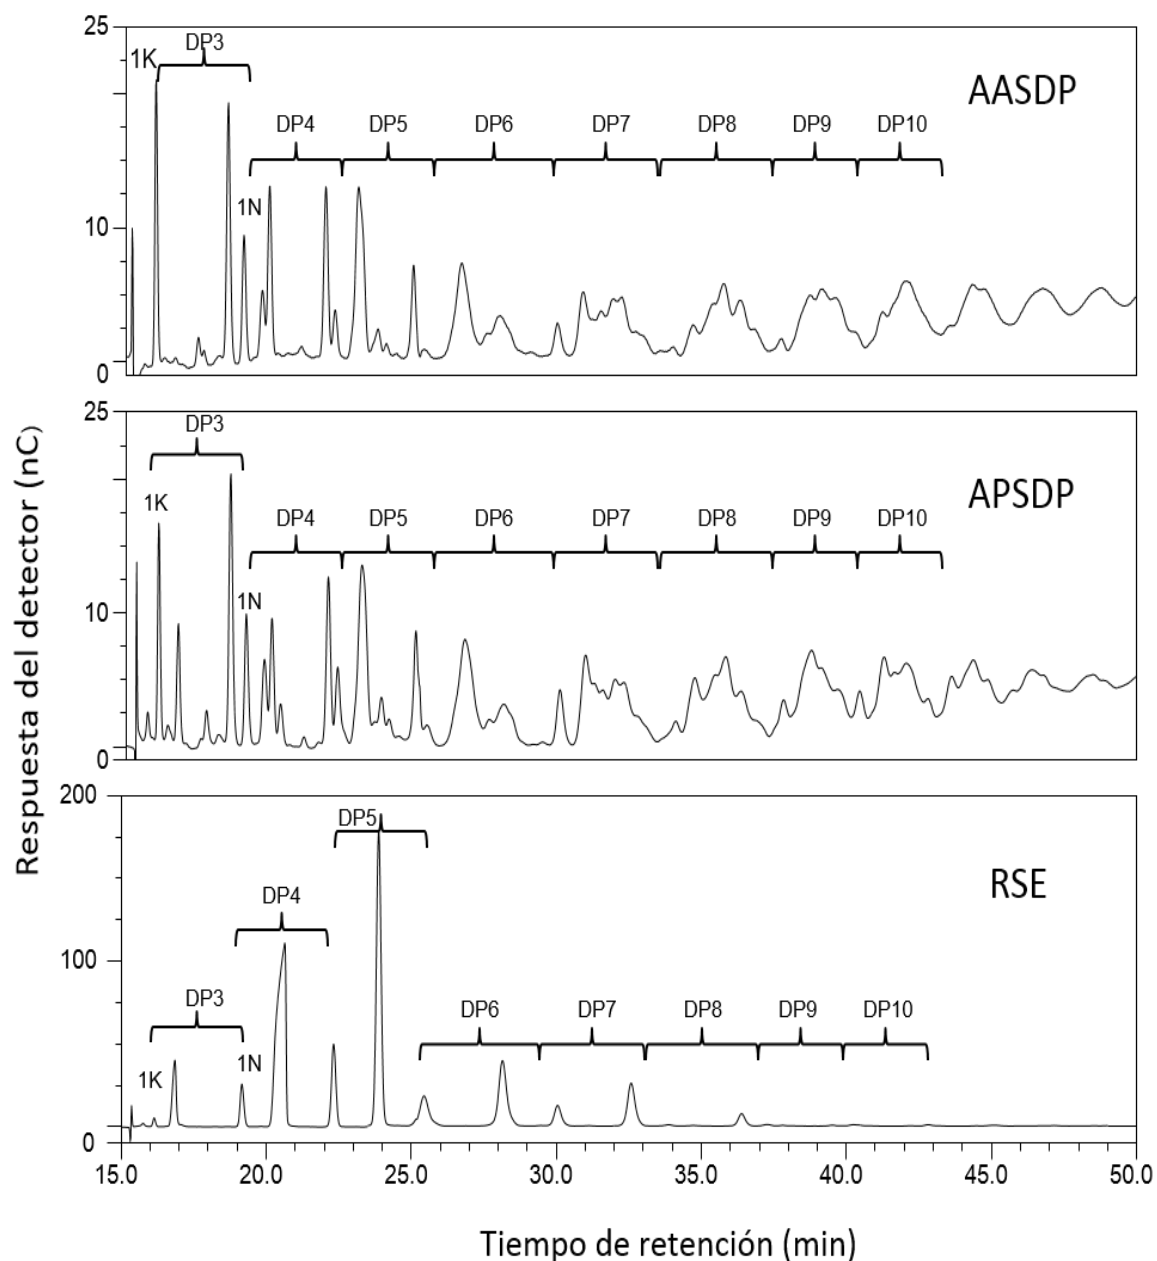 25
10
0
1K
DP3
1N
DP4
DP5
DP6
DP7
DP8
DP9
DP10
AASDP
25
10
0
DP3
1K
1N
DP4
DP5
DP6
DP7
DP8
DP9
DP10
APSDP
Respuesta del detector (nC)
200
100
0
DP5
DP4
DP3
1K
1N
DP6
DP7
DP8
DP9
DP10
RSE
15.0 20.0 25.0 30.0 35.0 40.0 45.0 50.0
Tiempo de retención (min)